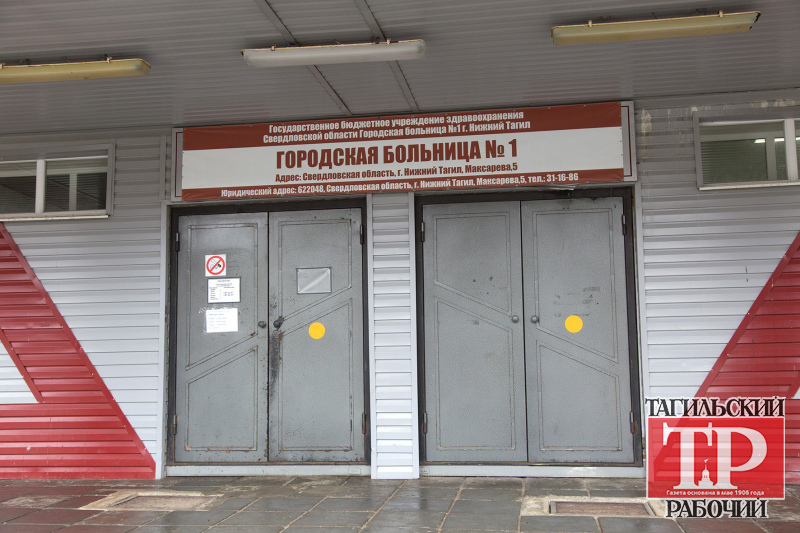 Государственное бюджетное учреждение здравоохранения
Свердловской области Городская больница №1 г. Нижний Тагил
ГОРОДСКАЯ БОЛЬНИЦА № 1
Адрес: Свердловская область, г. Нижний Тагил, Максарева,5
Юридический адрес: 622048, Свердловская область, г. Нижний Тагил, Максарева,5, тел.: 31-16-86
ТАГИЛЬСКИЙ
ТР
Газета основана в мае 1906 года
РАБОЧИЙ